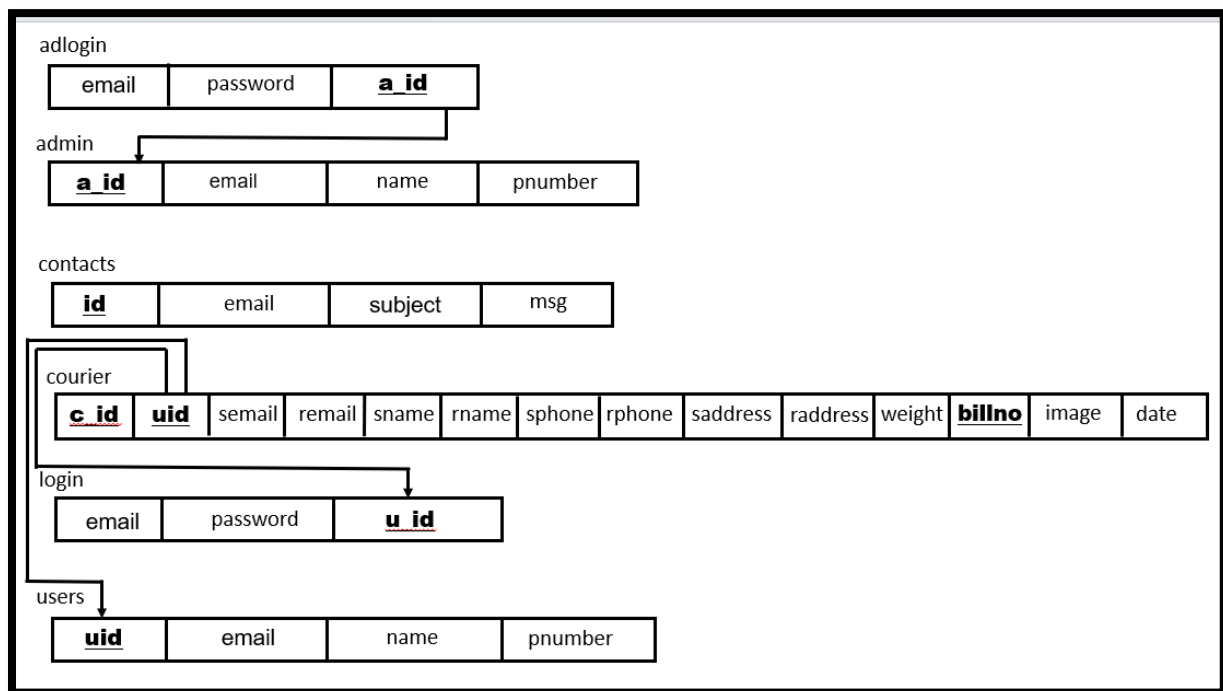 adlogin
email password a_id
admin
a_id email name pnumber
contacts
id email subject msg
courier
c_id uid semail remail sname rname sphone rphone saddress raddress weight billno image date
login
email password u_id
users
uid email name pnumber